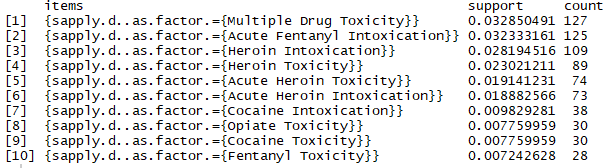 items support count
[1] {sapply.d..as.factor.={Multiple Drug Toxicity}} 0.032850491 127
[2] {sapply.d..as.factor.={Acute Fentanyl Intoxication}} 0.032333161 125
[3] {sapply.d..as.factor.={Heroin Intoxication}} 0.028194516 109
[4] {sapply.d..as.factor.={Heroin Toxicity}} 0.023021211 89
[5] {sapply.d..as.factor.={Acute Heroin Toxicity}} 0.019141231 74
[6] {sapply.d..as.factor.={Acute Heroin Intoxication}} 0.018882566 73
[7] {sapply.d..as.factor.={Cocaine Intoxication}} 0.009829281 38
[8] {sapply.d..as.factor.={Opiate Toxicity}} 0.007759959 30
[9] {sapply.d..as.factor.={Cocaine Toxicity}} 0.007759959 30
[10] {sapply.d..as.factor.={Fentanyl Toxicity}} 0.007242628 28